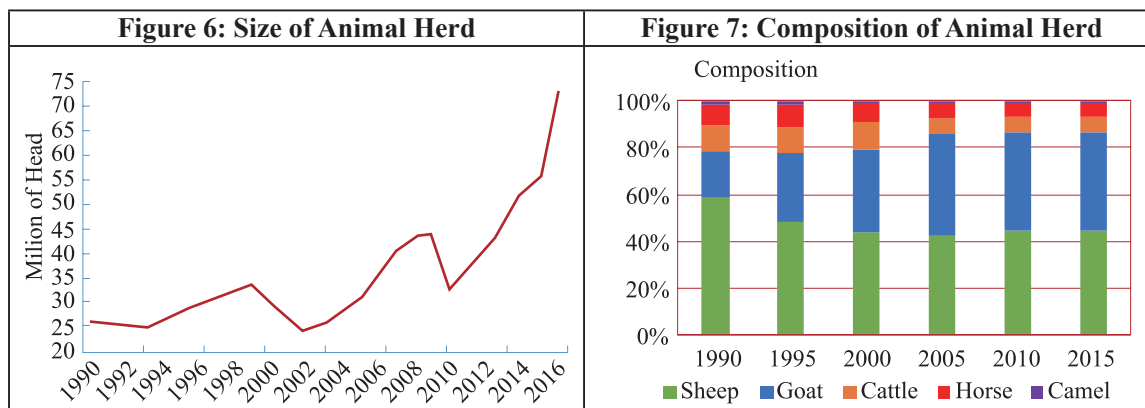 Figure 6: Size of Animal Herd
Million of Head
75
70
65
60
55
50
45
40
35
30
25
20
1990 1992 1994 1996 1998 2000 2002 2004 2006 2008 2010 2012 2014 2016
Figure 7: Composition of Animal Herd
Composition
100%
80%
60%
40%
20%
0%
1990 1995 2000 2005 2010 2015
Sheep Goat Cattle Horse Camel